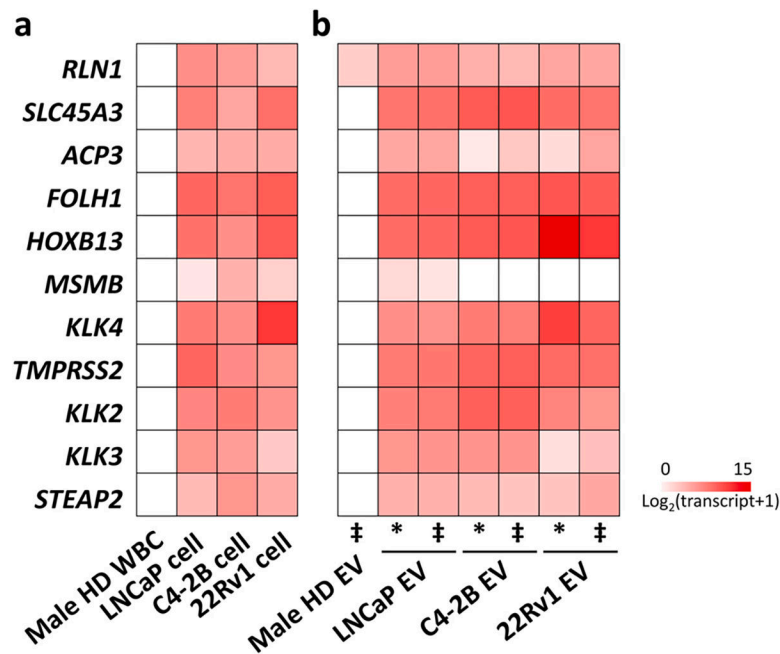 a b
RLN1
SLC45A3
ACP3
FOLH1
HOXB13
MSMB
KLK4
TMPRSS2
KLK2
KLK3
STEAP2
0 15
Log2(transcript+1)
‡ * ‡ * ‡ * ‡
Male HD WBC
LNCaP cell
C4-2B cell
22Rv1 cell
Male HD EV
LNCaP EV
C4-2B EV
22Rv1 EV